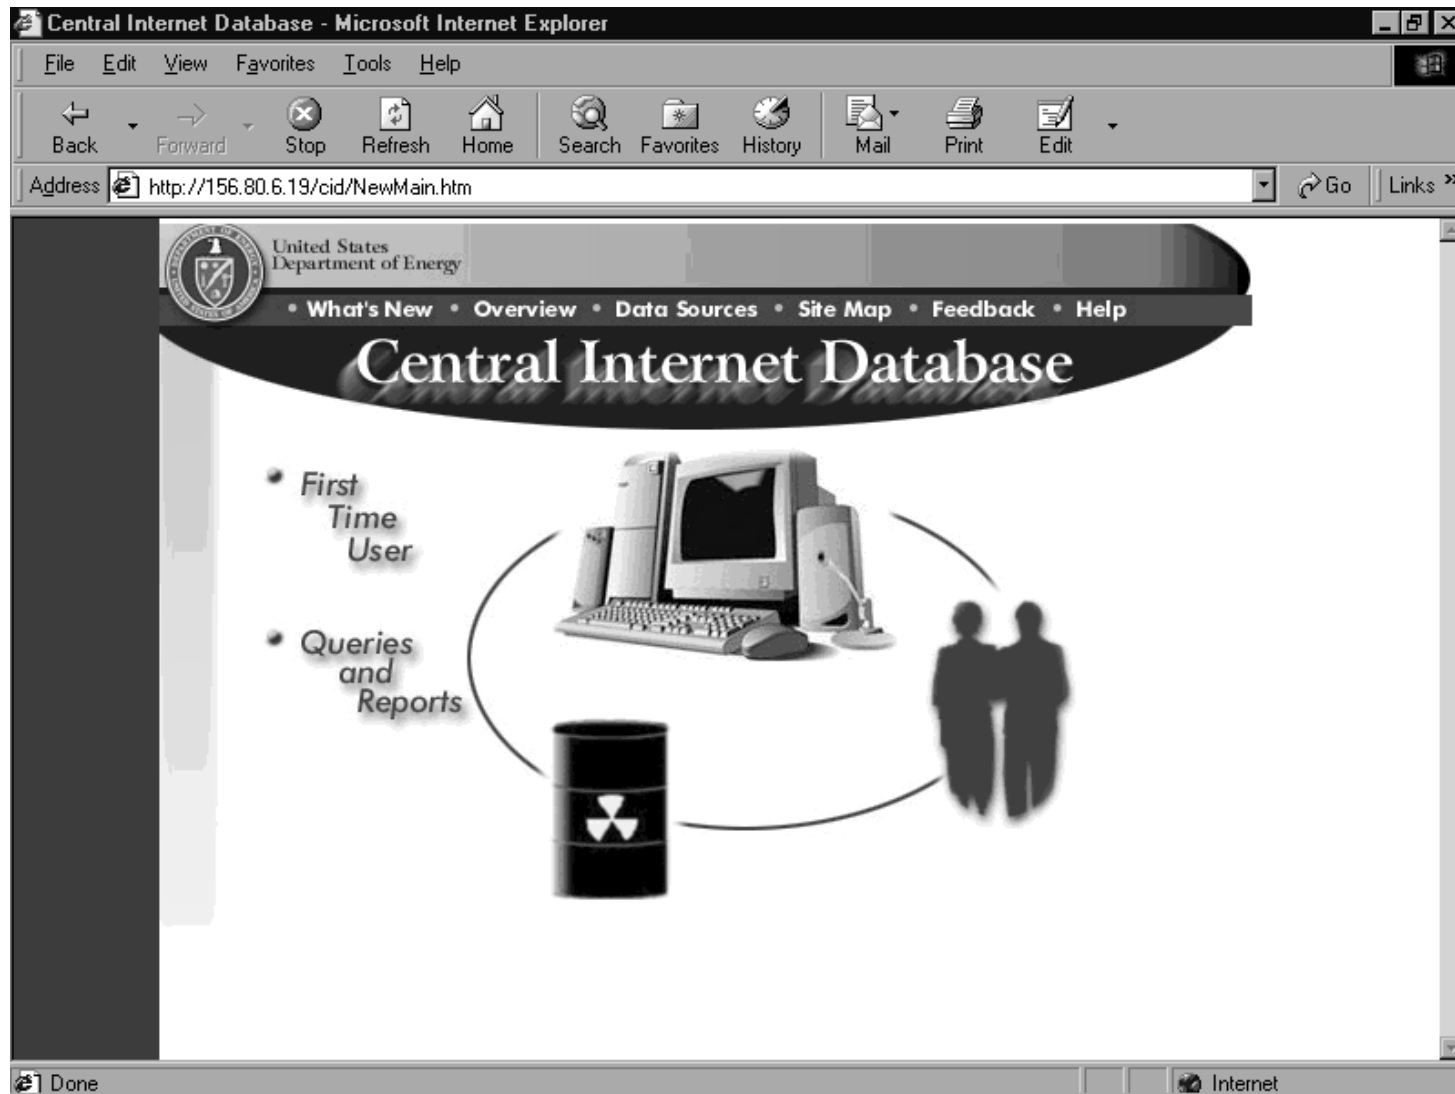 Central Internet Database - Microsoft Internet Explorer
File Edit View Favorites Tools Help
Back Forward Stop Refresh Home Search Favorites History Mail Print Edit
Address http://156.80.6.19/cid/NewMain.htm Go Links »
United States
Department of Energy
• What's New • Overview • Data Sources • Site Map • Feedback • Help
Central Internet Database
• First
Time
User
• Queries
and
Reports
Done Internet